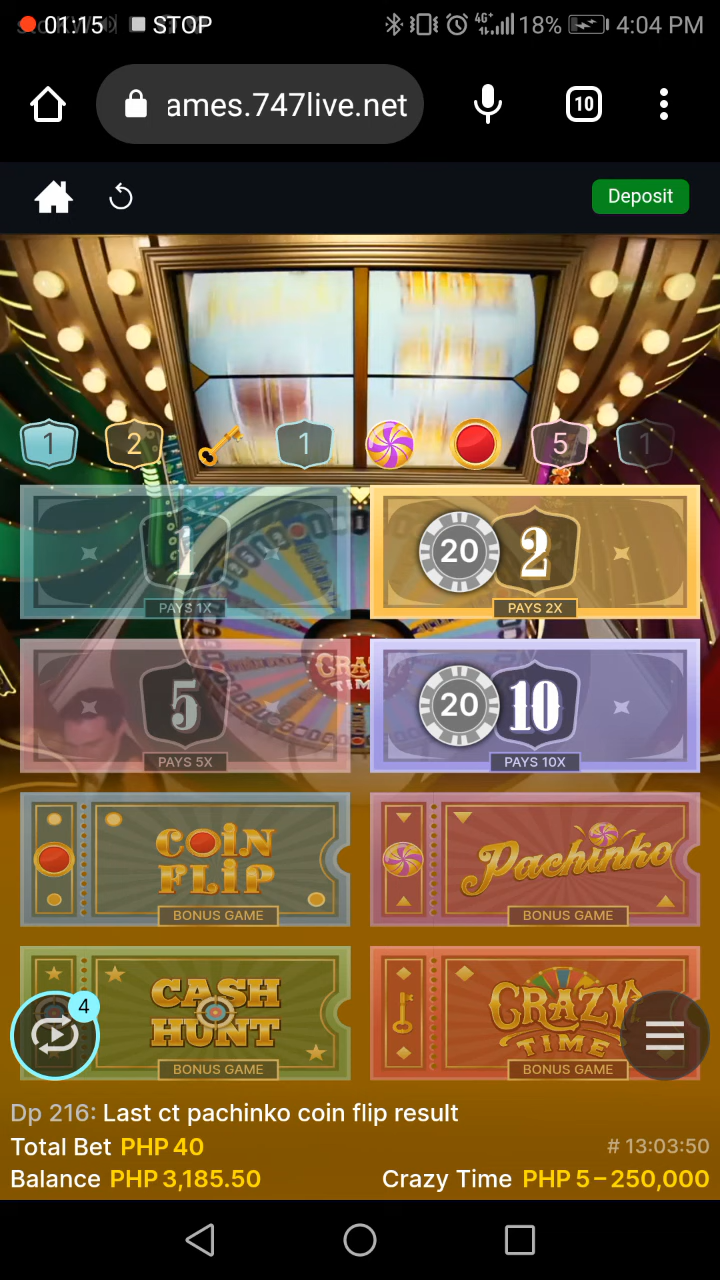 01:15 STOP 4G+ 18% 4:04 PM
ames.747live.net 10
Deposit
1 2 1 5 1
1 20 2
PAYS 1X PAYS 2X
5 20 10
PAYS 5X PAYS 10X
COIN FLIP Pachinko
BONUS GAME BONUS GAME
CASH HUNT CRAZY TIME
4
BONUS GAME BONUS GAME
Dp 216: Last ct pachinko coin flip result
Total Bet PHP 40 # 13:03:50
Balance PHP 3,185.50 Crazy Time PHP 5–250,000